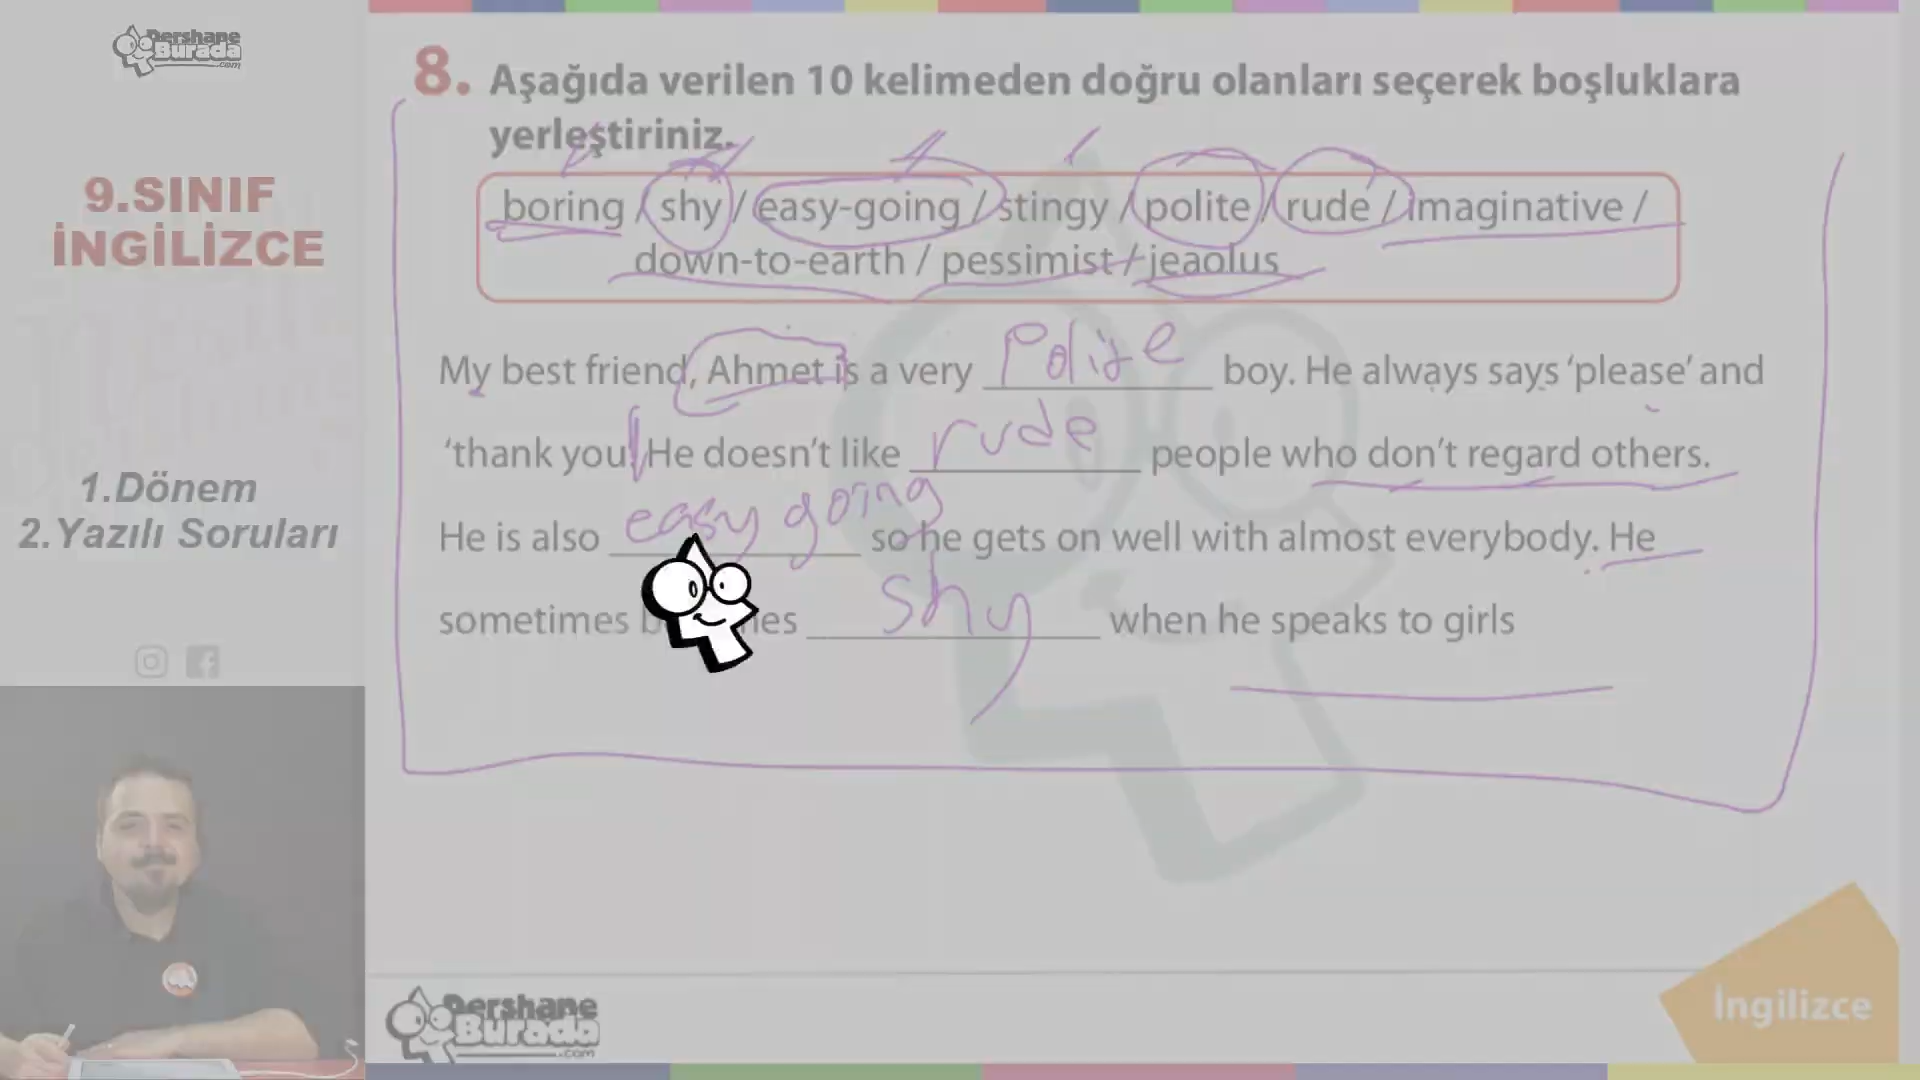 Dershane
Burada
.com
9.SINIF
İNGİLİZCE
1.Dönem
2.Yazılı Soruları
8. Aşağıda verilen 10 kelimeden doğru olanları seçerek boşluklara
yerleştiriniz.
boring / shy / easy-going / stingy / polite / rude / imaginative /
down-to-earth / pessimist / jeaolus
My best friend, Ahmet is a very polite boy. He always says ‘please’ and
‘thank you’. He doesn’t like rude people who don’t regard others.
He is also easy going so he gets on well with almost everybody. He
sometimes shy when he speaks to girls
Dershane
Burada
.com
İngilizce